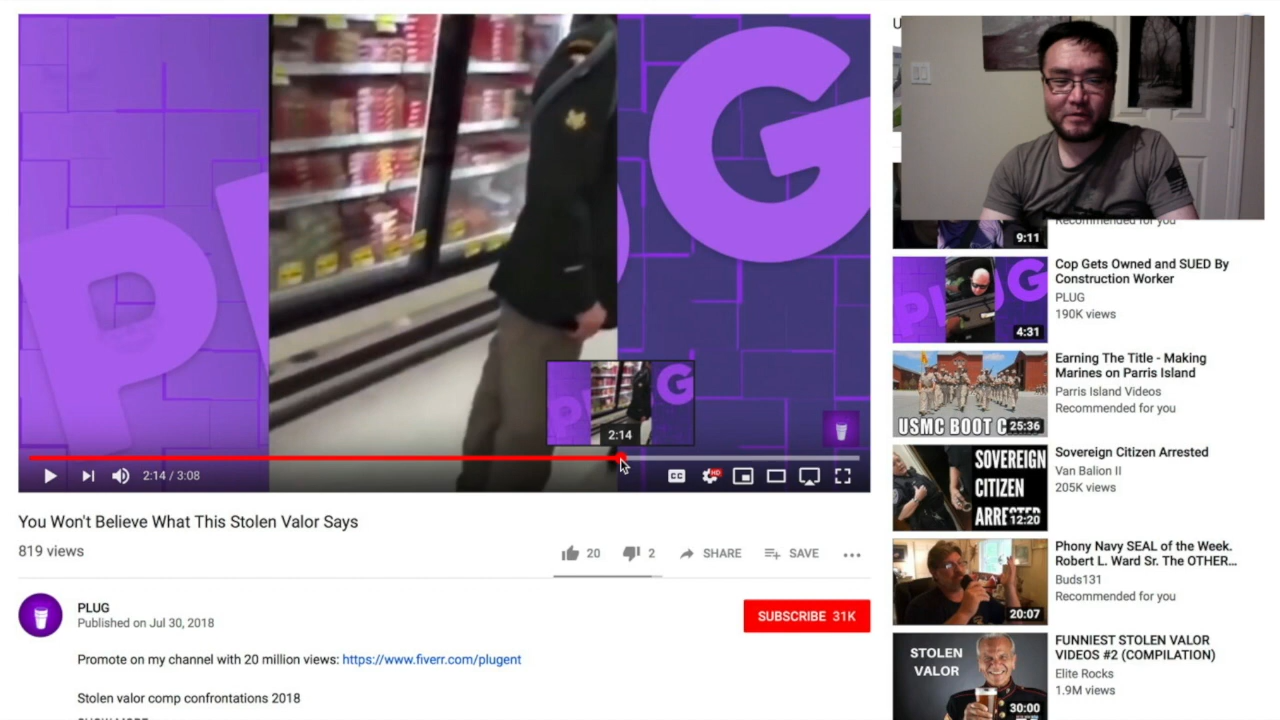 P
G
2:14
2:14 / 3:08
CC
HD
You Won't Believe What This Stolen Valor Says
819 views
20
2
SHARE
SAVE
PLUG
Published on Jul 30, 2018
SUBSCRIBE 31K
Promote on my channel with 20 million views: https://www.fiverr.com/plugent
Stolen valor comp confrontations 2018
SHOW MORE
U
Recommended for you
9:11
Cop Gets Owned and SUED By
Construction Worker
PLUG
190K views
4:31
Earning The Title - Making
Marines on Parris Island
Parris Island Videos
Recommended for you
USMC BOOT C
25:36
Sovereign Citizen Arrested
Van Balion II
205K views
SOVEREIGN
CITIZEN
ARRESTED
12:20
Phony Navy SEAL of the Week.
Robert L. Ward Sr. The OTHER...
Buds131
Recommended for you
20:07
FUNNIEST STOLEN VALOR
VIDEOS #2 (COMPILATION)
Elite Rocks
1.9M views
STOLEN
VALOR
30:00